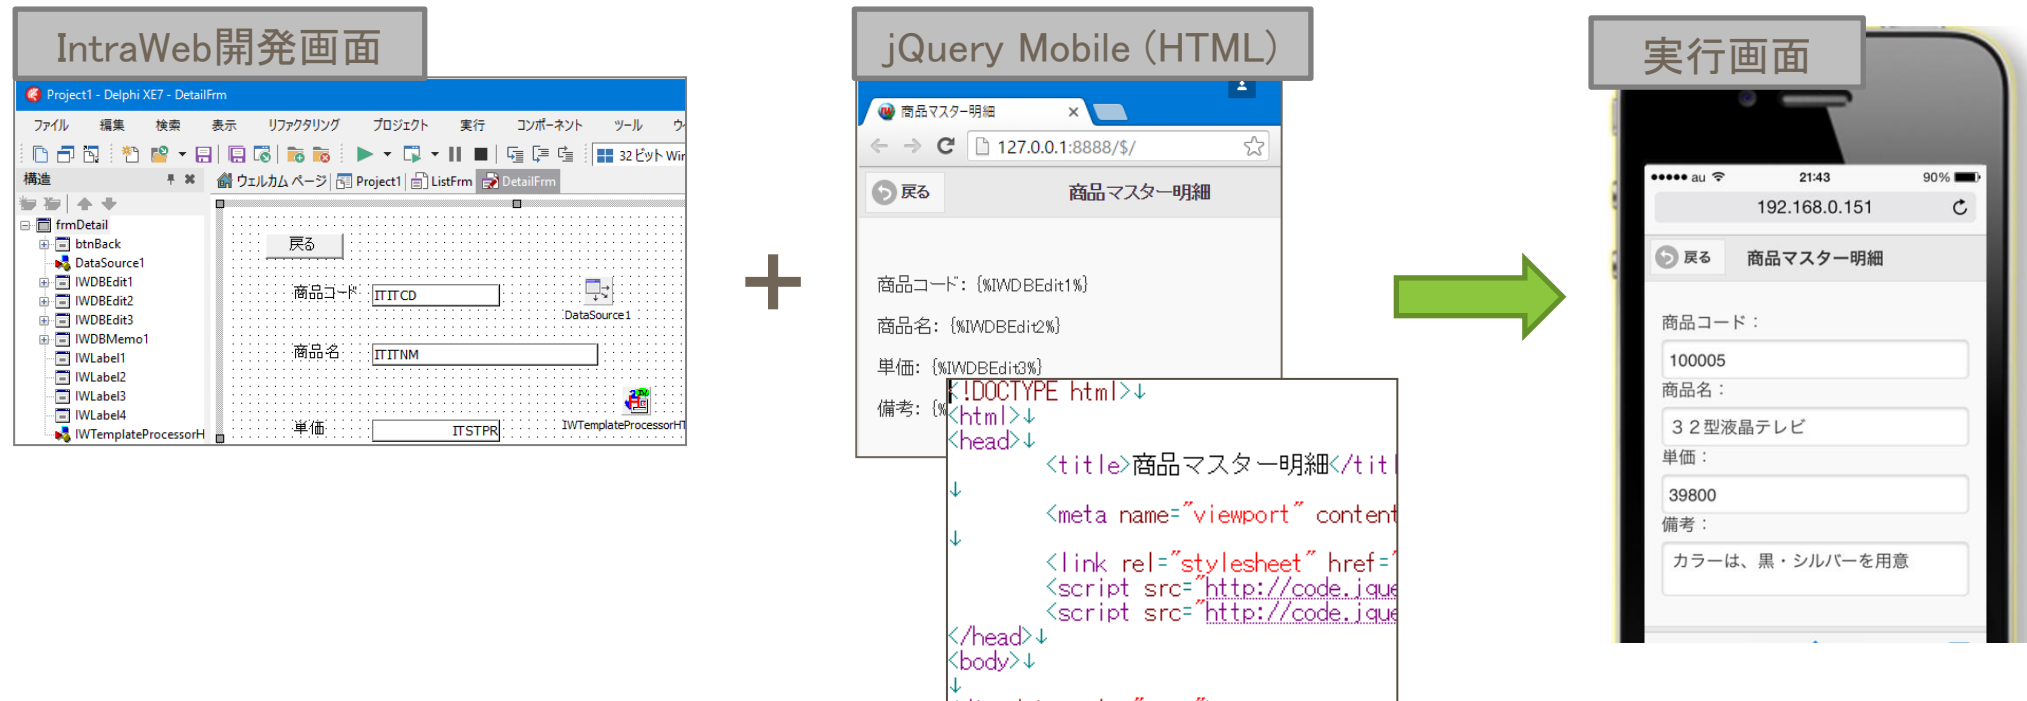 IntraWeb開発画面
Project1 - Delphi XE7 - DetailFrm
ファイル 編集 検索 表示 リファクタリング プロジェクト 実行 コンポーネント ツール
32 ビット Win
構造
ウェルカム ページ Project1 ListFrm DetailFrm
frmDetail
btnBack
DataSource1
IWDBEdit1
IWDBEdit2
IWDBEdit3
IWDBMemo1
IWLabel1
IWLabel2
IWLabel3
IWLabel4
IWTemplateProcessorH
戻る
商品コード ITITCD
DataSource1
商品名 ITITNM
単価 ITSTPR
IWTemplateProcessorHT
+
jQuery Mobile (HTML)
商品マスター明細
127.0.0.1:8888/$/
戻る 商品マスター明細
商品コード: {%IWDBEdit1%}
商品名: {%IWDBEdit2%}
単価: {%IWDBEdit3%}
備考: {%
<!DOCTYPE html>↓
<html>↓
<head>↓
<title>商品マスター明細</titl
↓
<meta name="viewport" content
↓
<link rel="stylesheet" href="
<script src="http://code.jque
<script src="http://code.jque
</head>↓
<body>↓
↓
実行画面
au 21:43 90%
192.168.0.151
戻る 商品マスター明細
商品コード：
100005
商品名：
３２型液晶テレビ
単価：
39800
備考：
カラーは、黒・シルバーを用意